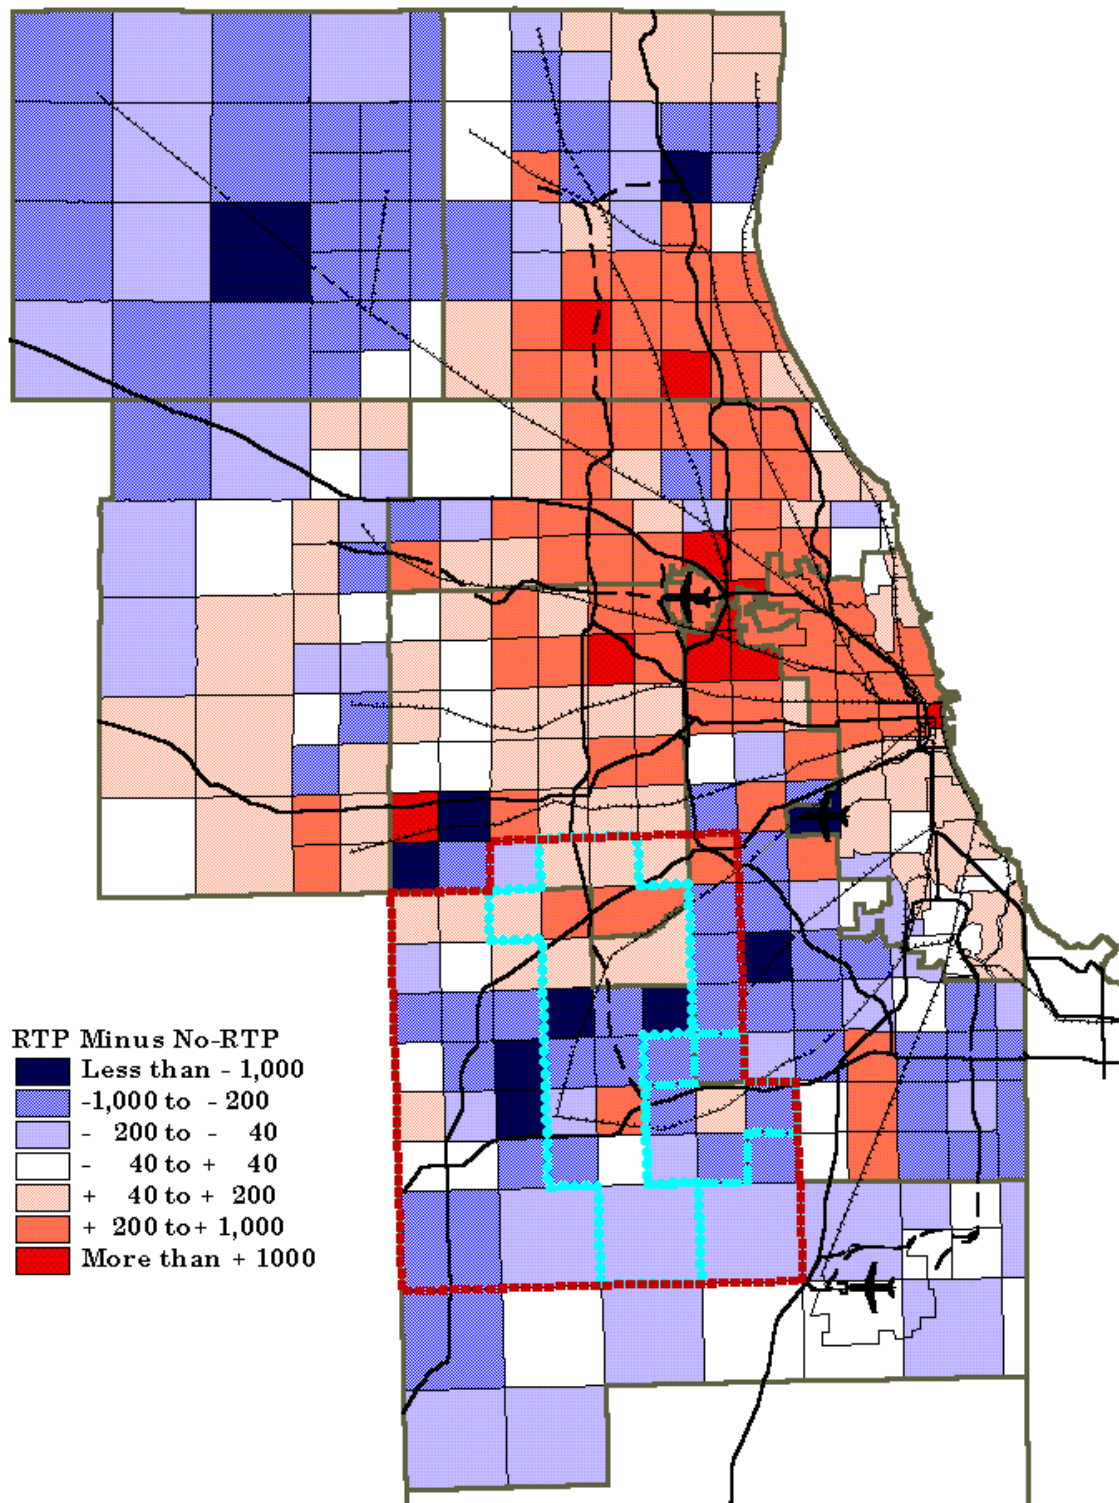 RTP Minus No-RTP
Less than - 1,000
-1,000 to - 200
- 200 to - 40
- 40 to + 40
+ 40 to + 200
+ 200 to+ 1,000
More than + 1000